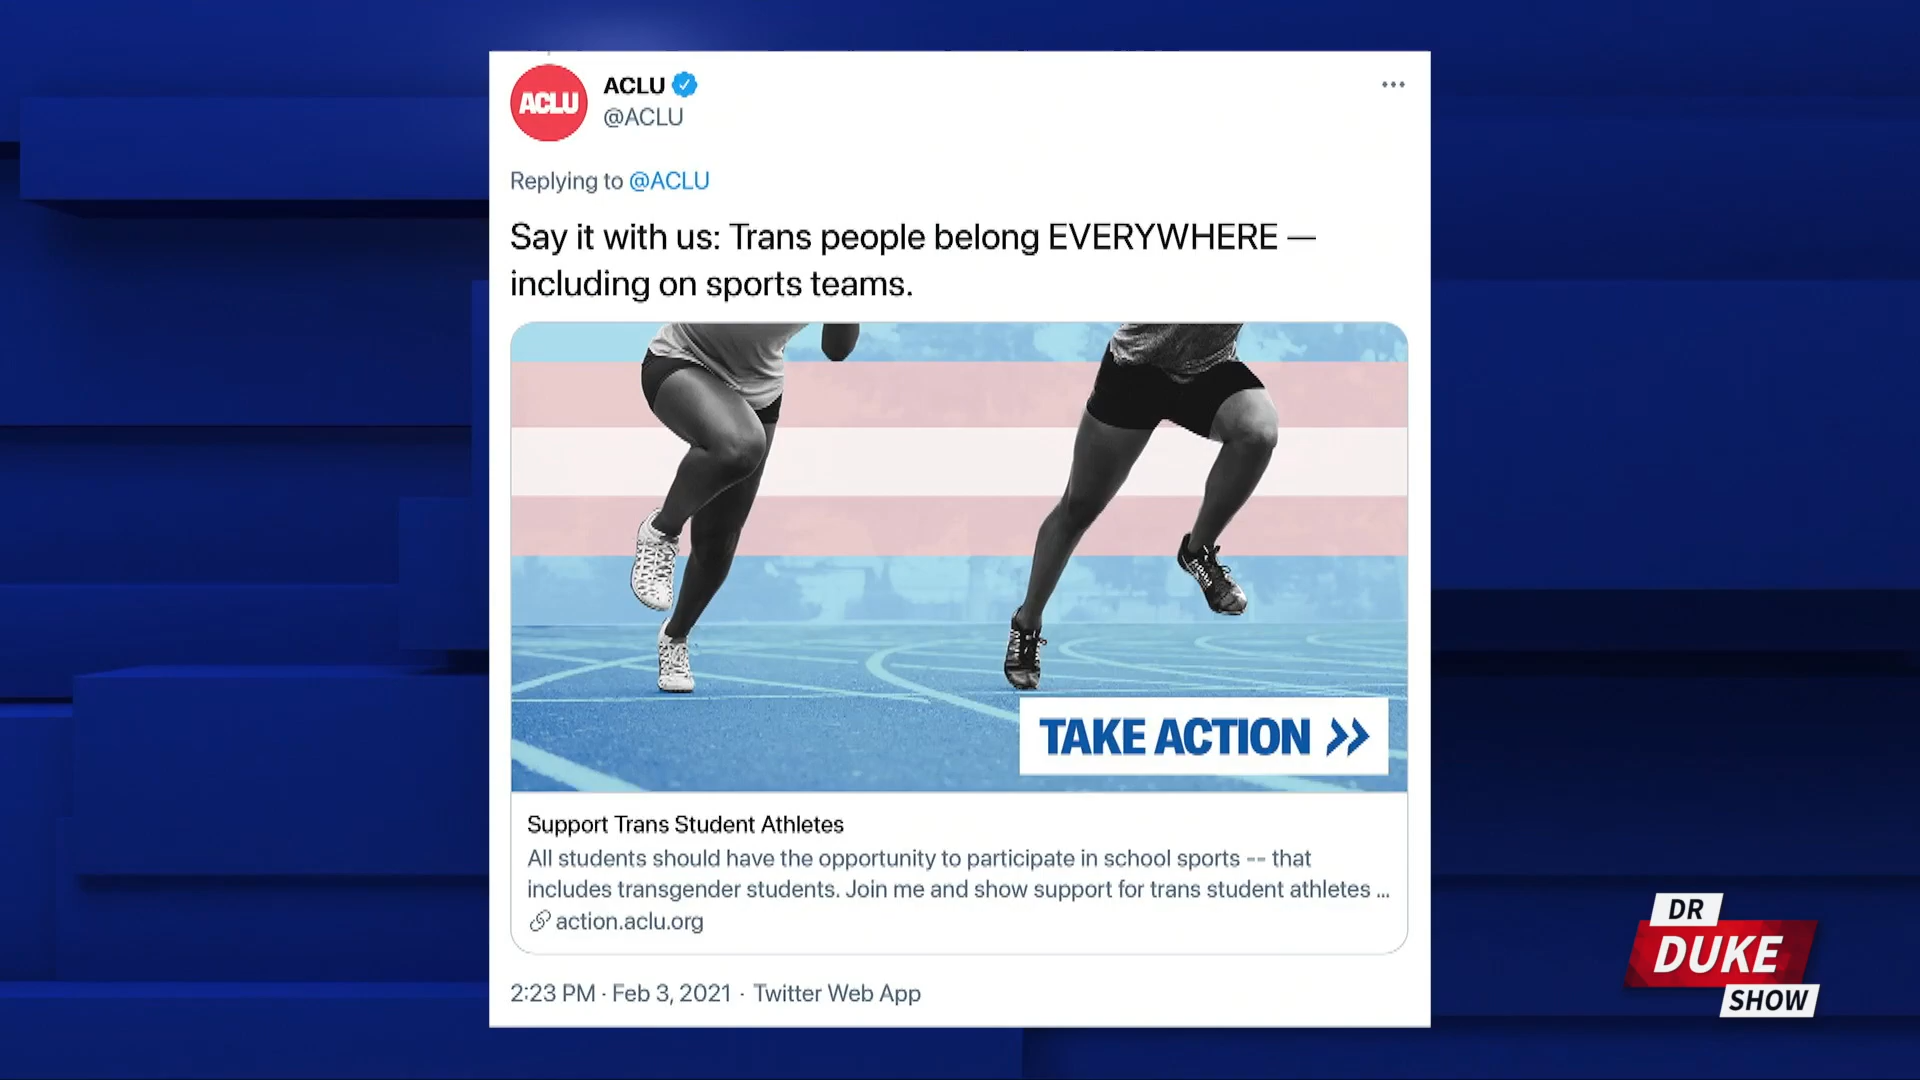 ACLU
ACLU
@ACLU
Replying to @ACLU
Say it with us: Trans people belong EVERYWHERE —
including on sports teams.
TAKE ACTION >>
Support Trans Student Athletes
All students should have the opportunity to participate in school sports -- that
includes transgender students. Join me and show support for trans student athletes ...
action.aclu.org
2:23 PM · Feb 3, 2021 · Twitter Web App
DR
DUKE
SHOW